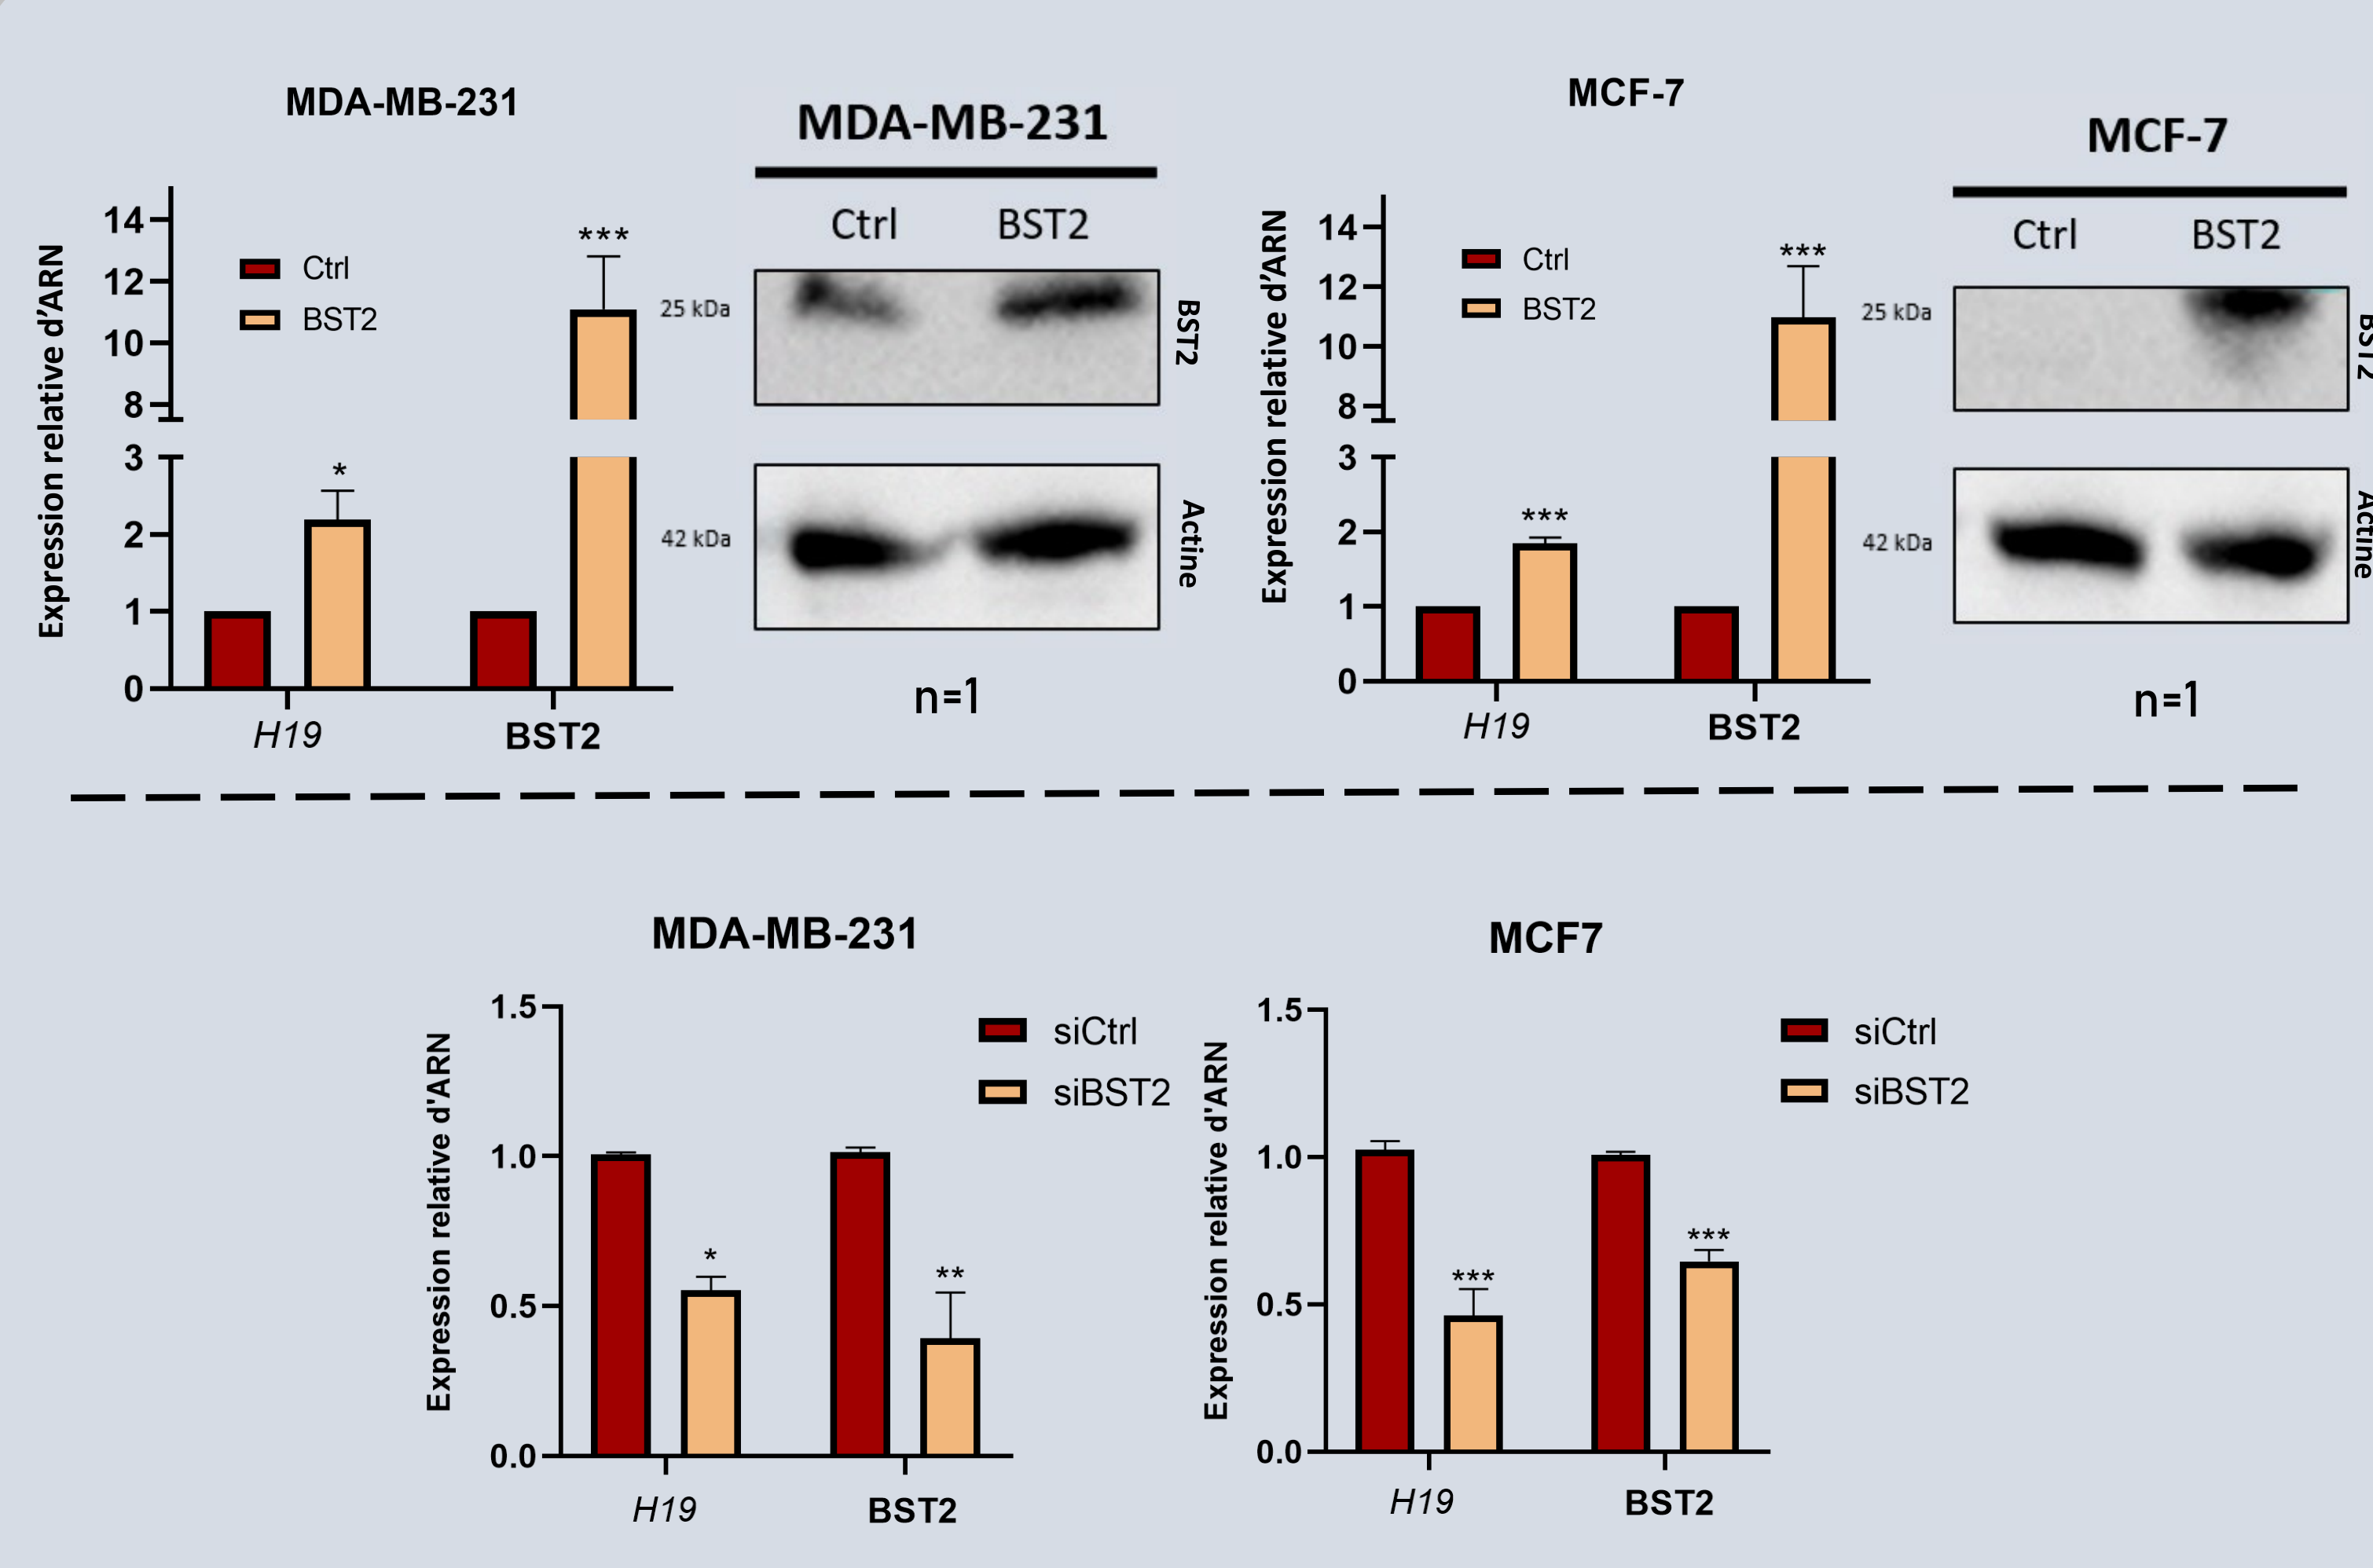 MDA-MB-231
Expression relative d’ARN
14
12
10
8
3
2
1
0
Ctrl
BST2
*
***
H19
BST2
MDA-MB-231
Ctrl BST2
25 kDa
BST2
42 kDa
Actine
n=1
MCF-7
Expression relative d’ARN
14
12
10
8
3
2
1
0
Ctrl
BST2
***
***
H19
BST2
MCF-7
Ctrl BST2
25 kDa
BST2
42 kDa
Actine
n=1
MDA-MB-231
Expression relative d'ARN
1.5
1.0
0.5
0.0
siCtrl
siBST2
*
**
H19
BST2
MCF7
Expression relative d'ARN
1.5
1.0
0.5
0.0
siCtrl
siBST2
***
***
H19
BST2